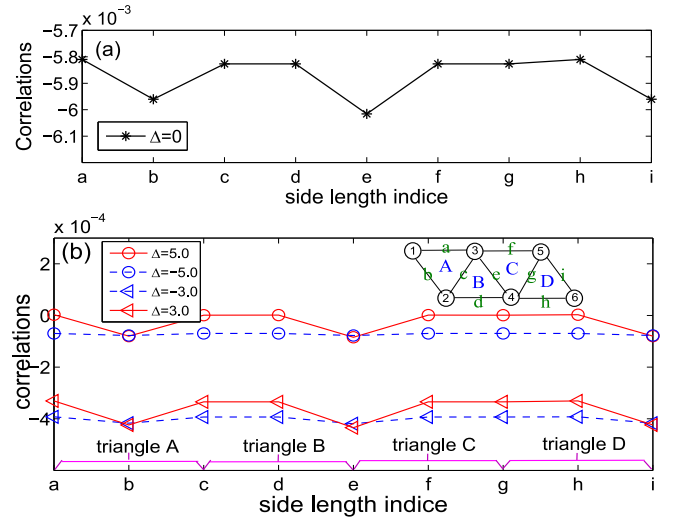 × 10⁻³
(a)
Correlations
−5.7
−5.8
−5.9
−6
−6.1
Δ=0
a b c d e f g h i
side length indice
× 10⁻⁴
(b)
correlations
2
0
−2
−4
Δ=5.0
Δ=−5.0
Δ=−3.0
Δ=3.0
1 a 3 f 5
b A c B e C g D i
2 d 4 h 6
triangle A triangle B triangle C triangle D
a b c d e f g h i
side length indice